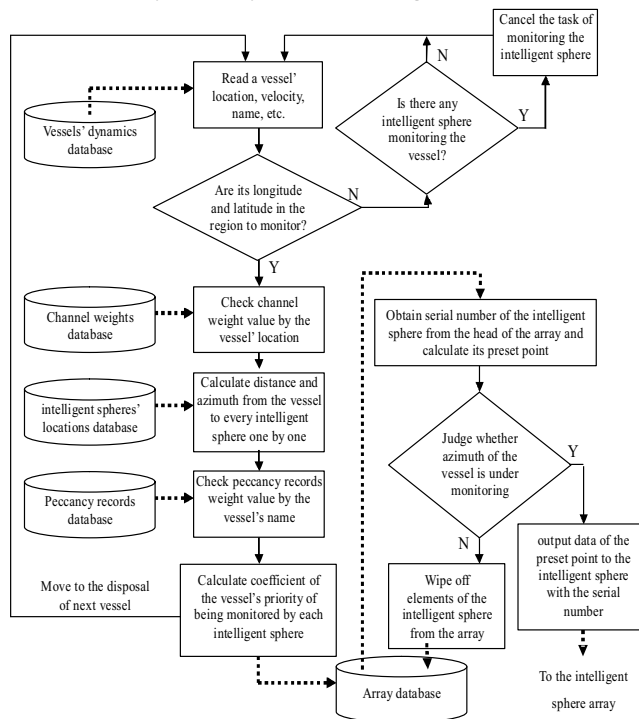 Cancel the task of
monitoring the
intelligent sphere
N
Read a vessel'
location, velocity,
name, etc.
Is there any
intelligent sphere
monitoring the
vessel?
Y
Vessels' dynamics
database
Are its longitude
and latitude in the
region to monitor?
N
Y
Channel weights
database
Check channel
weight value by the
vessel' location
Obtain serial number of the intelligent
sphere from the head of the array and
calculate its preset point
intelligent spheres'
locations database
Calculate distance and
azimuth from the vessel
to every intelligent
sphere one by one
Judge whether
azimuth of the
vessel is under
monitoring
Y
Peccancy records
database
Check peccancy records
weight value by the
vessel's name
N
output data of the
preset point to the
intelligent sphere
with the serial
number
Move to the disposal
of next vessel
Calculate coefficient of
the vessel's priority of
being monitored by each
intelligent sphere
Wipe off
elements of the
intelligent sphere
from the array
Array database
To the intelligent
sphere array